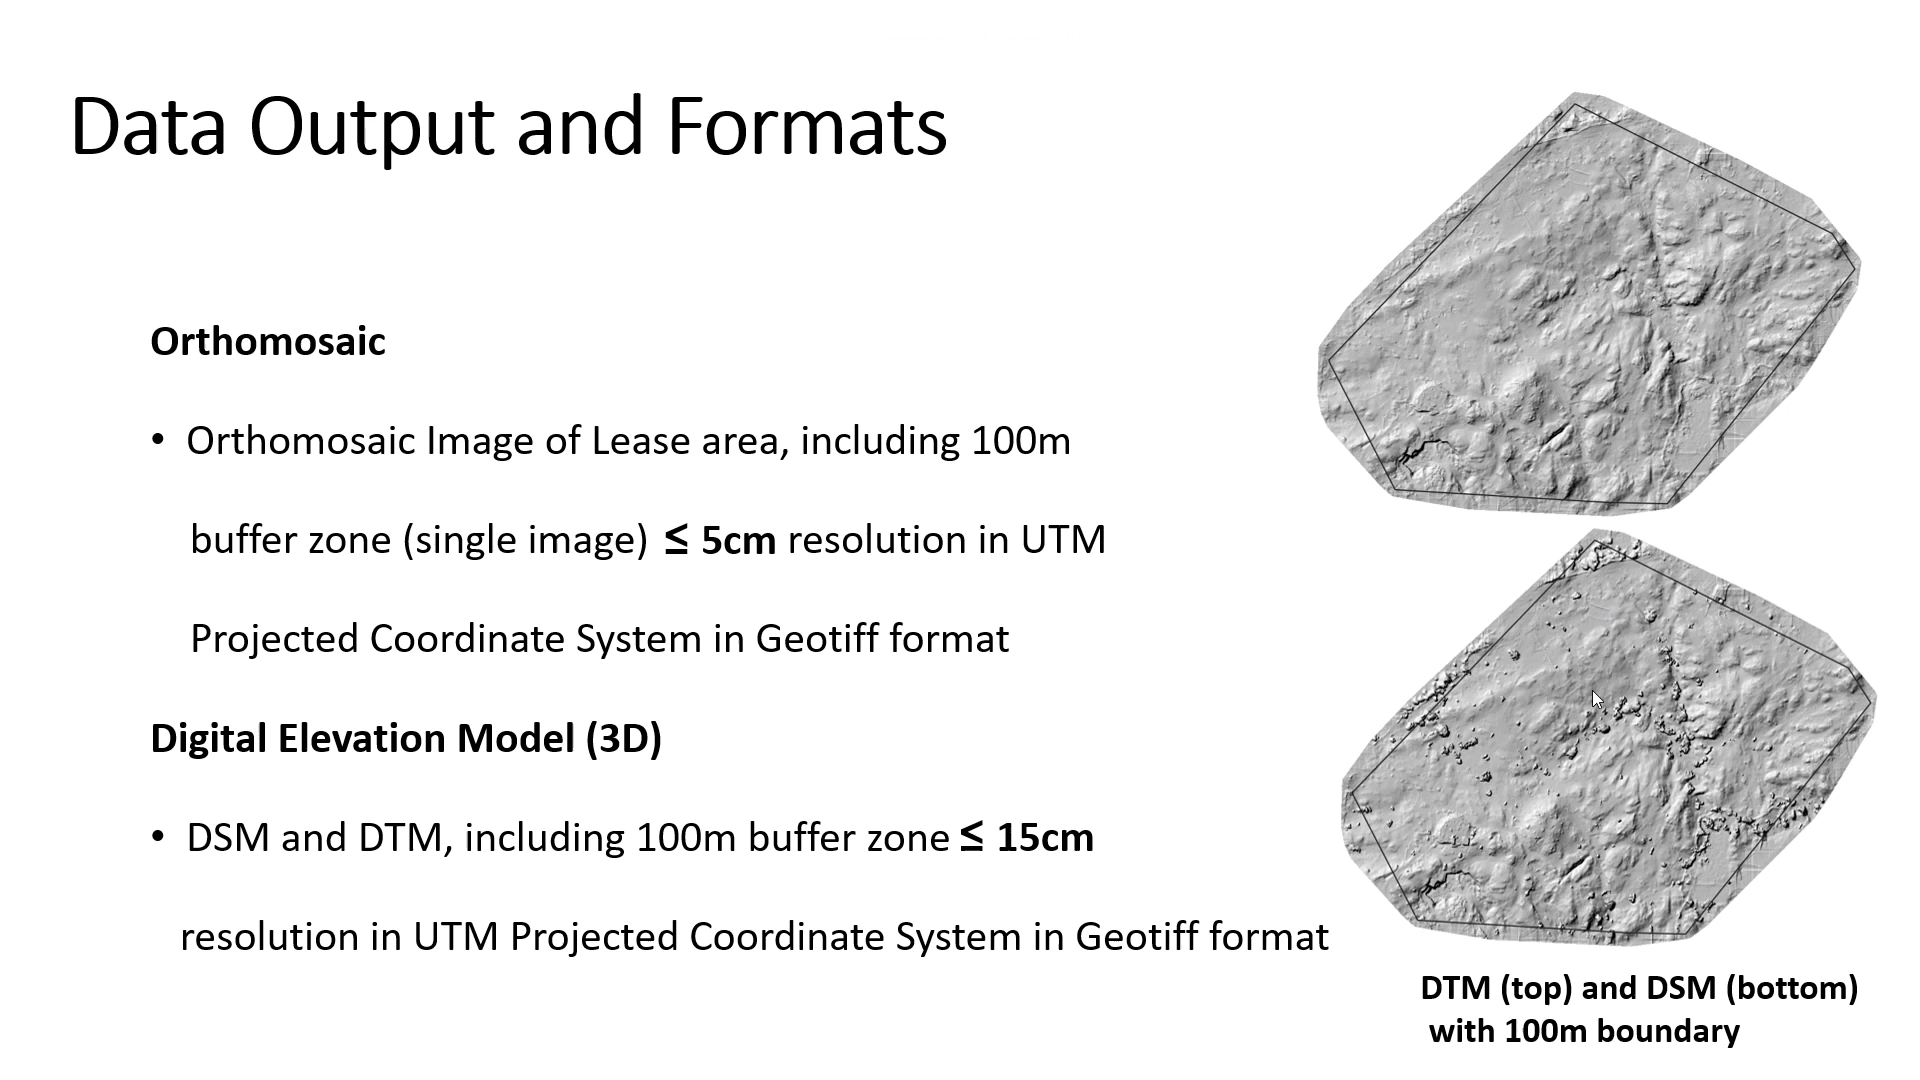 Data Output and Formats
Orthomosaic
• Orthomosaic Image of Lease area, including 100m
buffer zone (single image) ≤ 5cm resolution in UTM
Projected Coordinate System in Geotiff format
Digital Elevation Model (3D)
• DSM and DTM, including 100m buffer zone ≤ 15cm
resolution in UTM Projected Coordinate System in Geotiff format
DTM (top) and DSM (bottom)
with 100m boundary